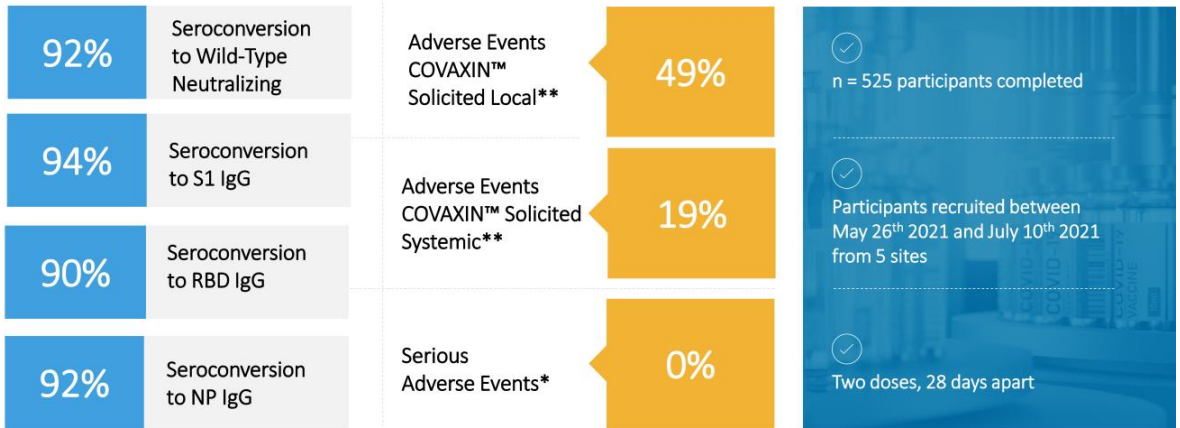 92%
Seroconversion
to Wild-Type
Neutralizing
94%
Seroconversion
to S1 IgG
90%
Seroconversion
to RBD IgG
92%
Seroconversion
to NP IgG
Adverse Events
COVAXIN™
Solicited Local**
49%
Adverse Events
COVAXIN™ Solicited
Systemic**
19%
Serious
Adverse Events*
0%
n = 525 participants completed
Participants recruited between
May 26th 2021 and July 10th 2021
from 5 sites
Two doses, 28 days apart
COVID-1
VACCINE